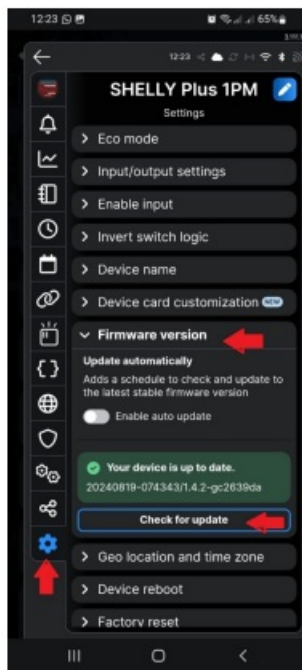 12:23
65%
12:23
SHELLY Plus 1PM
Settings
Eco mode
Input/output settings
Enable input
Invert switch logic
Device name
Device card customization NEW
Firmware version
Update automatically
Adds a schedule to check and update to
the latest stable firmware version
Enable auto update
Your device is up to date.
20240819-074343/1.4.2-gc2639da
Check for update
Geo location and time zone
Device reboot
Factory reset